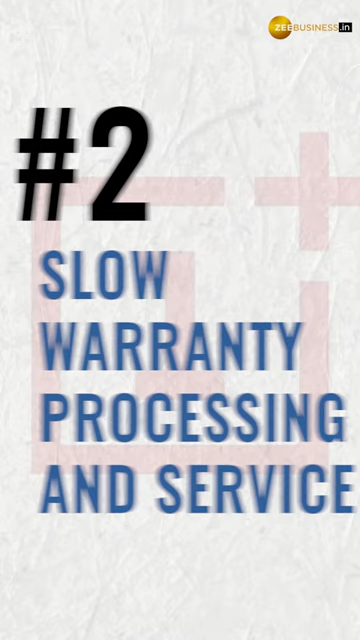 ZEEBUSINESS.in
#2
SLOW
WARRANTY
PROCESSING
AND SERVICE